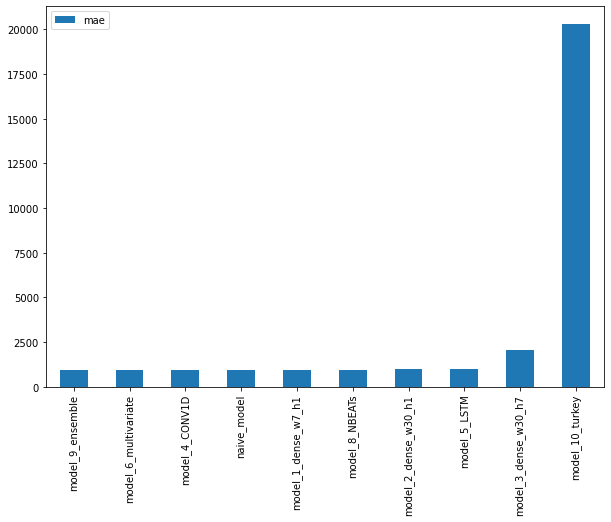 mae
20000
17500
15000
12500
10000
7500
5000
2500
0
model_9_ensemble
model_6_multivariate
model_4_CONV1D
naive_model
model_1_dense_w7_h1
model_8_NBEATs
model_2_dense_w30_h1
model_5_LSTM
model_3_dense_w30_h7
model_10_turkey